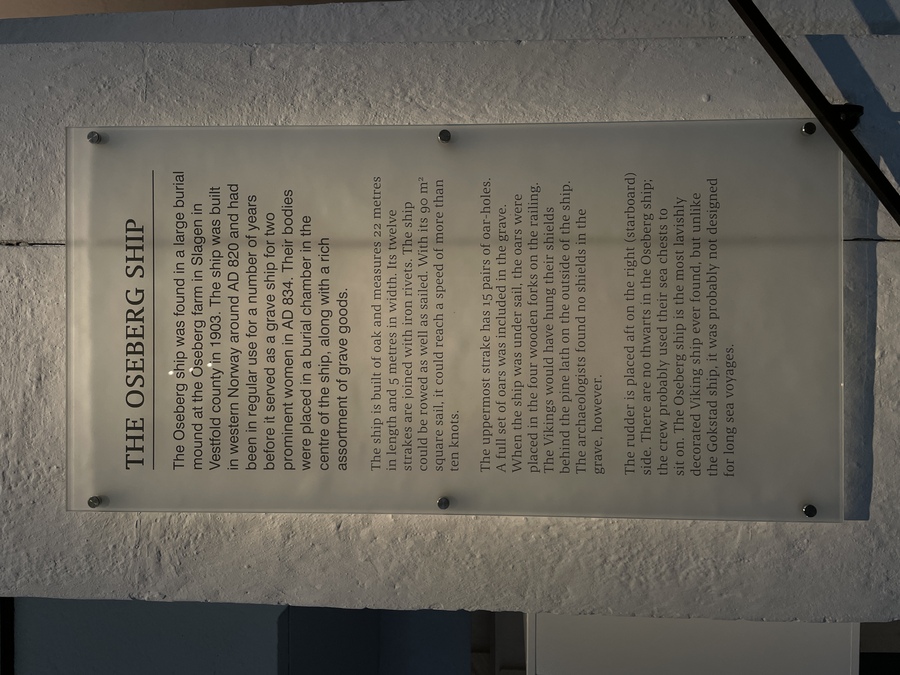 THE OSEBERG SHIP
The Oseberg ship was found in a large burial
mound at the Oseberg farm in Slagen in
Vestfold county in 1903. The ship was built
in western Norway around AD 820 and had
been in regular use for a number of years
before it served as a grave ship for two
prominent women in AD 834. Their bodies
were placed in a burial chamber in the
centre of the ship, along with a rich
assortment of grave goods.
The ship is built of oak and measures 22 metres
in length and 5 metres in width. Its twelve
strakes are joined with iron rivets. The ship
could be rowed as well as sailed. With its 90 m²
square sail, it could reach a speed of more than
ten knots.
The uppermost strake has 15 pairs of oar-holes.
A full set of oars was included in the grave.
When the ship was under sail, the oars were
placed in the four wooden forks on the railing.
The Vikings would have hung their shields
behind the pine lath on the outside of the ship.
The archaeologists found no shields in the
grave, however.
The rudder is placed aft on the right (starboard)
side. There are no thwarts in the Oseberg ship;
the crew probably used their sea chests to
sit on. The Oseberg ship is the most lavishly
decorated Viking ship ever found, but unlike
the Gokstad ship, it was probably not designed
for long sea voyages.